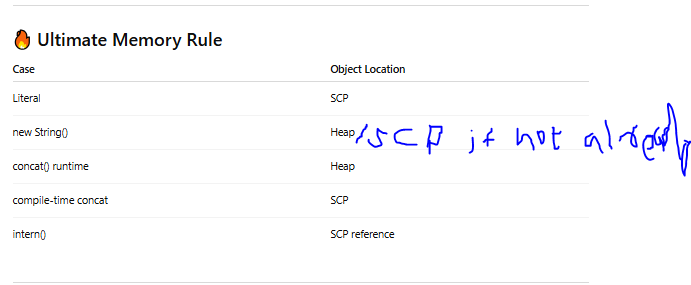 🔥 Ultimate Memory Rule
Case Object Location
Literal SCP
new String() Heap /SCP if not already
concat() runtime Heap
compile-time concat SCP
intern() SCP reference